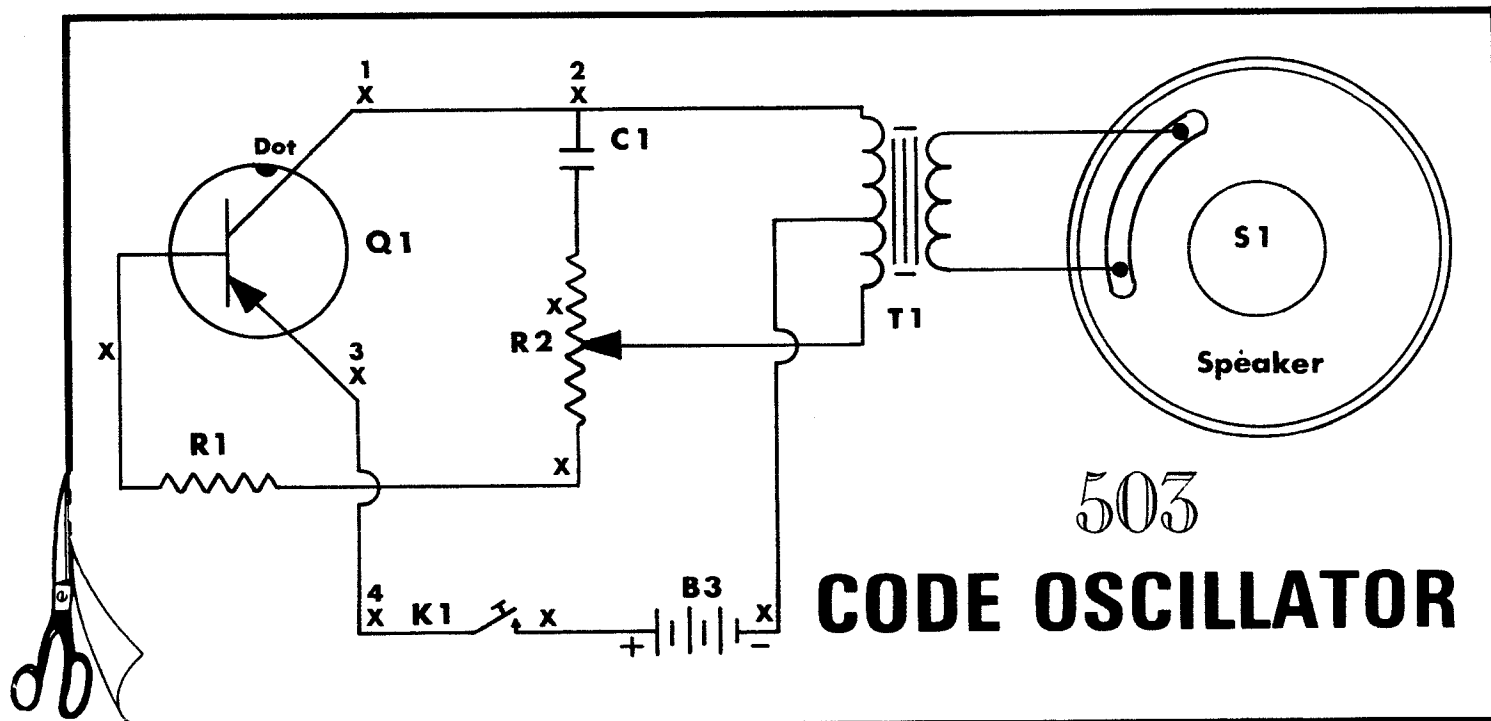 1
X
2
X
Dot
C1
Q1
X
X
R2
3
X
T1
S1
Speaker
R1
X
503
CODE OSCILLATOR
4
X
K1
X
B3
X
+
−
e